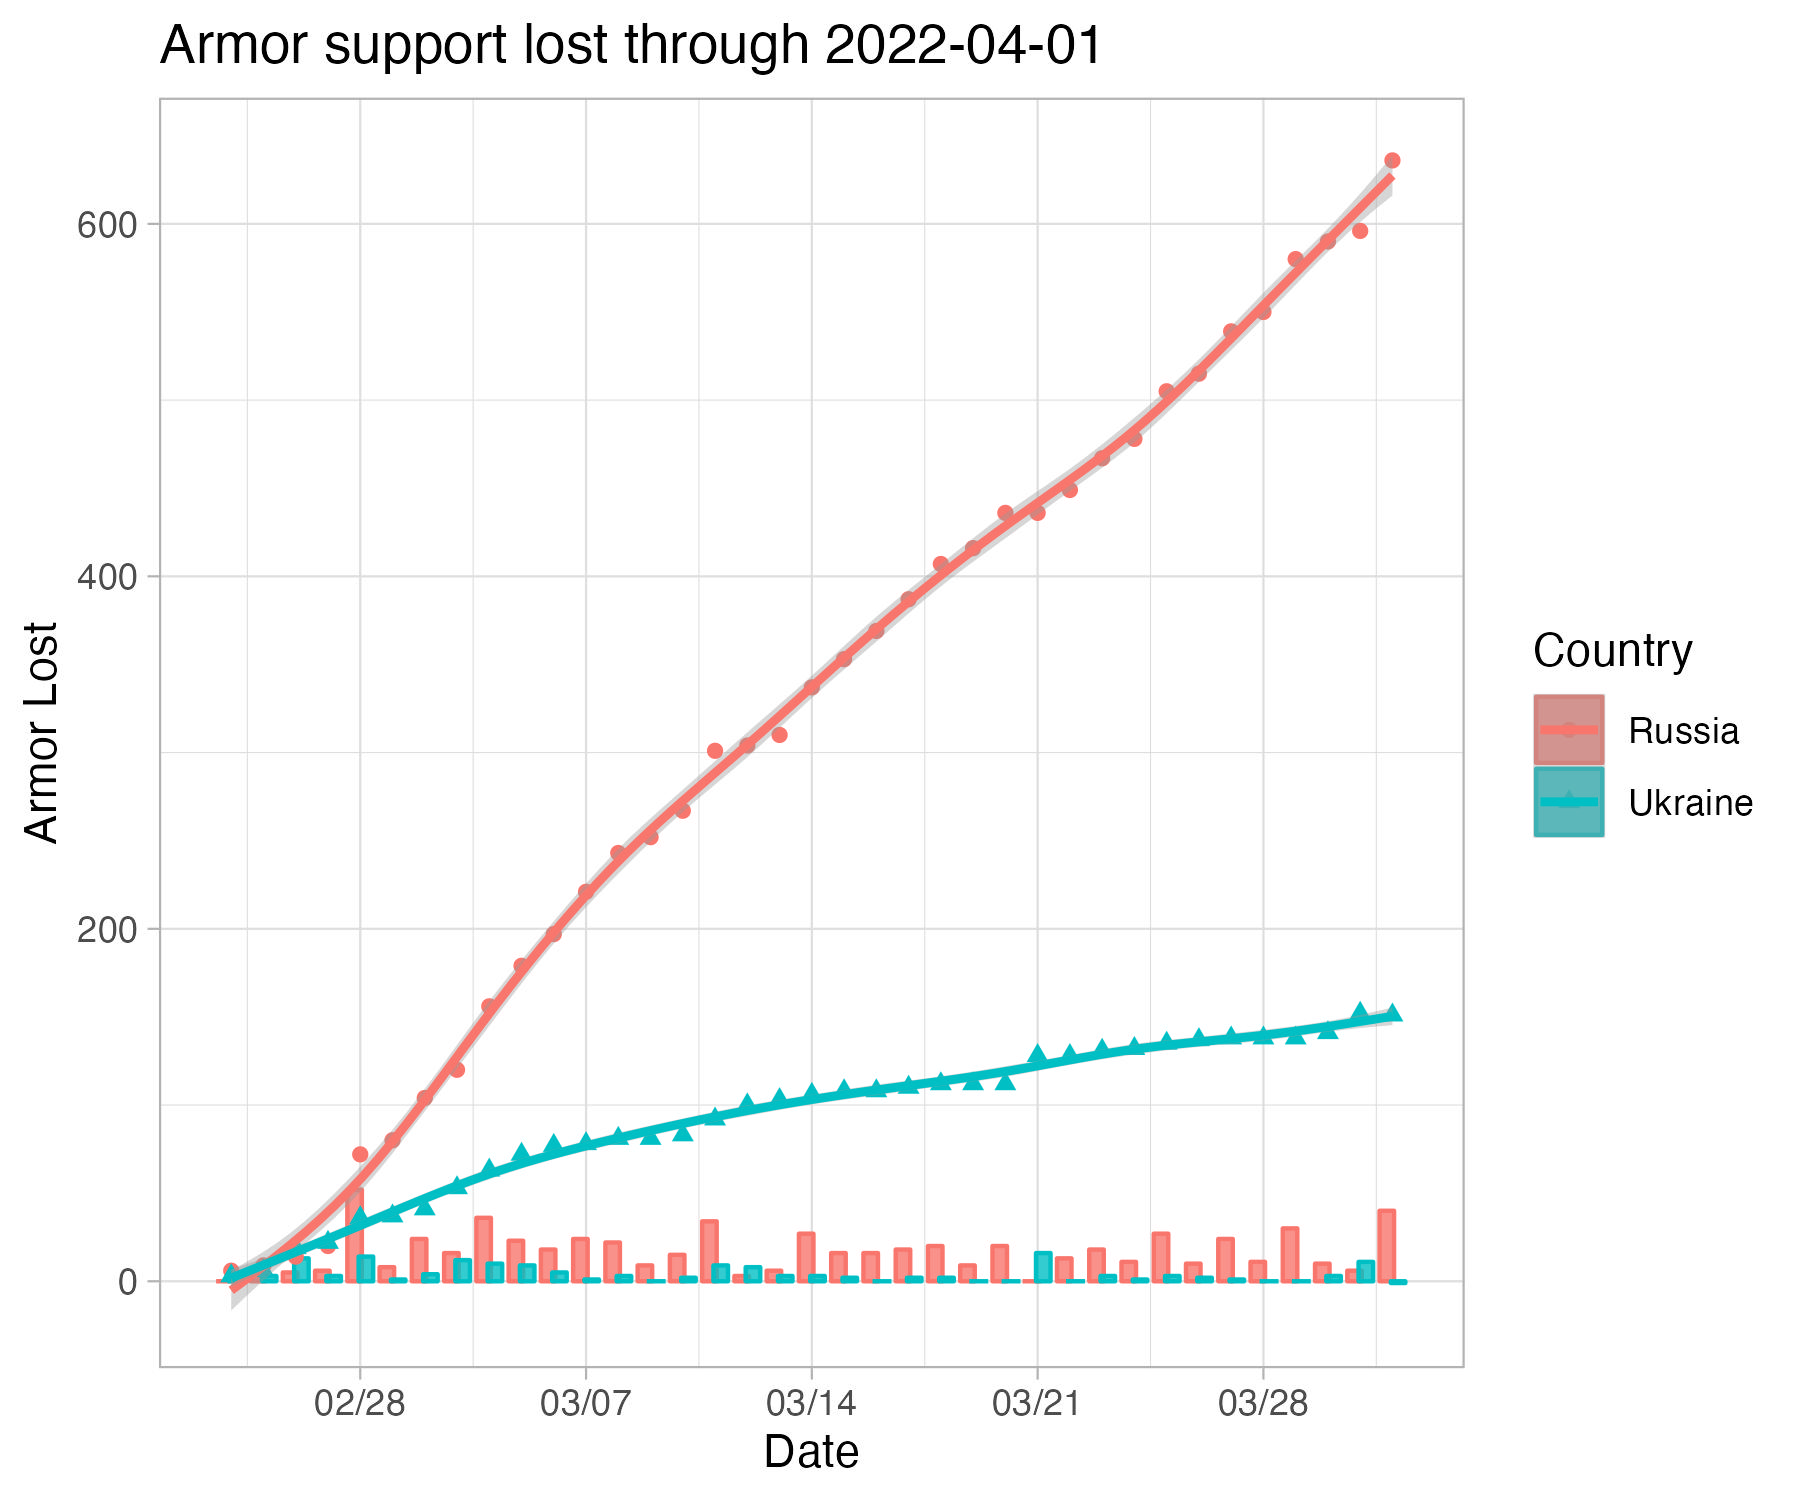 Armor support lost through 2022-04-01
Armor Lost
600
400
200
0
02/28 03/07 03/14 03/21 03/28
Date
Country
Russia
Ukraine